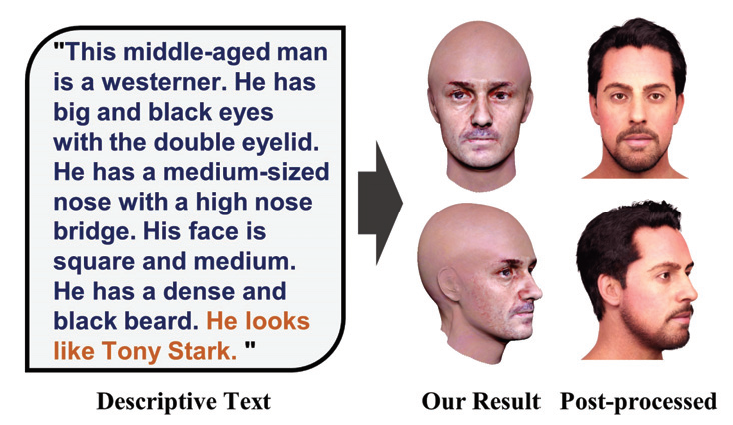 "This middle-aged man
is a westerner. He has
big and black eyes
with the double eyelid.
He has a medium-sized
nose with a high nose
bridge. His face is
square and medium.
He has a dense and
black beard. He looks
like Tony Stark. "
Descriptive Text
Our Result
Post-processed